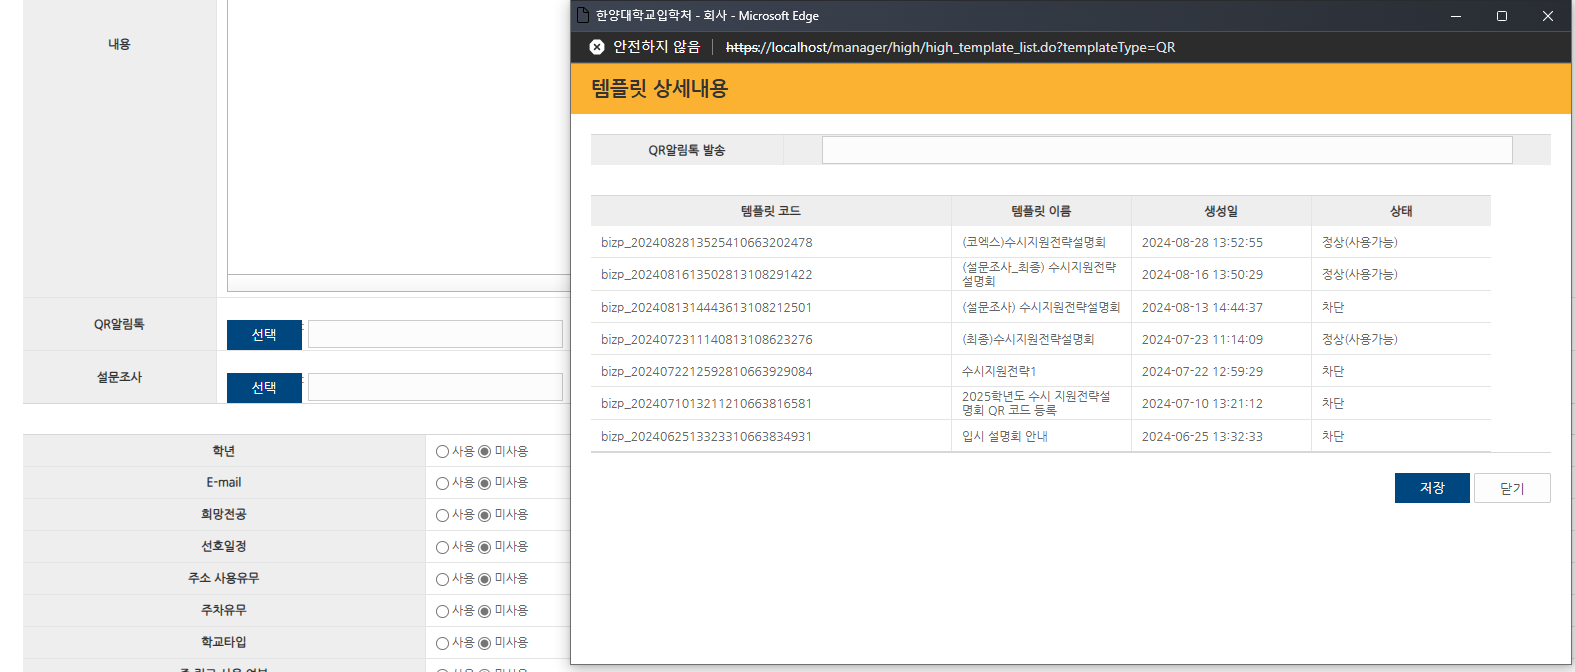 내용
QR알림톡
선택
:
설문조사
선택
:
학년
사용 미사용
E-mail
사용 미사용
희망전공
사용 미사용
선호일정
사용 미사용
주소 사용유무
사용 미사용
주차유무
사용 미사용
학교타입
사용 미사용
한양대학교입학처 - 회사 - Microsoft Edge
안전하지 않음
https://localhost/manager/high/high_template_list.do?templateType=QR
템플릿 상세내용
QR알림톡 발송
템플릿 코드 템플릿 이름 생성일 상태
bizp_2024082813525410663202478 (코엑스)수시지원전략설명회 2024-08-28 13:52:55 정상(사용가능)
bizp_2024081613502813108291422 (설문조사_최종) 수시지원전략 2024-08-16 13:50:29 정상(사용가능)
설명회
bizp_2024081314443613108212501 (설문조사) 수시지원전략설명회 2024-08-13 14:44:37 차단
bizp_2024072311140813108623276 (최종)수시지원전략설명회 2024-07-23 11:14:09 정상(사용가능)
bizp_2024072212592810663929084 수시지원전략1 2024-07-22 12:59:29 차단
bizp_2024071013211210663816581 2025학년도 수시 지원전략설 2024-07-10 13:21:12 차단
명회 QR 코드 등록
bizp_2024062513323310663834931 입시 설명회 안내 2024-06-25 13:32:33 차단
저장
닫기